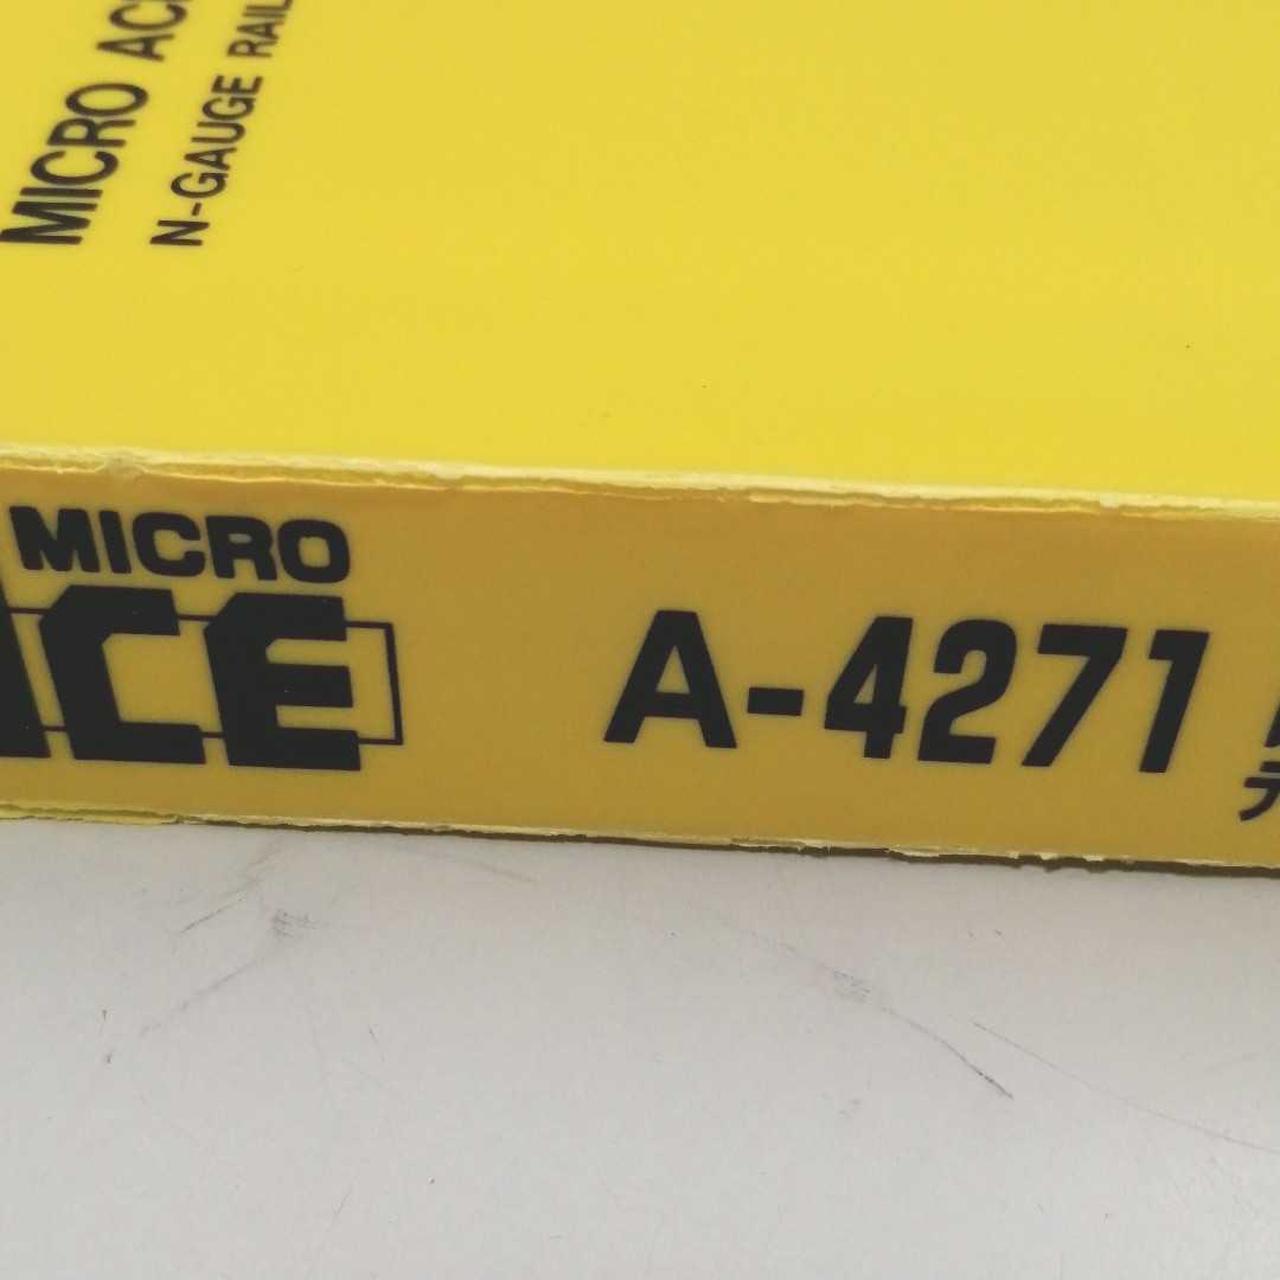 MICRO AC
N-GAUGE RAIL
MICRO
ACE
A-4271